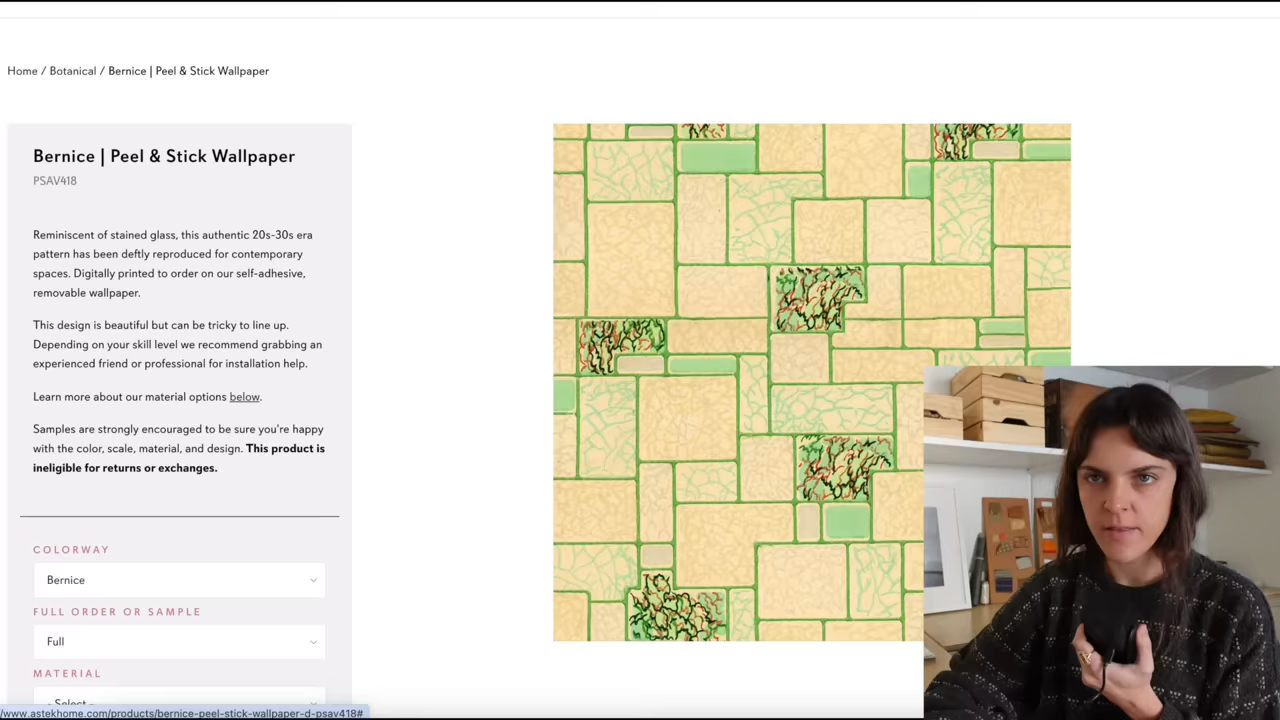 Home / Botanical / Bernice | Peel & Stick Wallpaper
Bernice | Peel & Stick Wallpaper
PSAV418
Reminiscent of stained glass, this authentic 20s-30s era
pattern has been deftly reproduced for contemporary
spaces. Digitally printed to order on our self-adhesive,
removable wallpaper.
This design is beautiful but can be tricky to line up.
Depending on your skill level we recommend grabbing an
experienced friend or professional for installation help.
Learn more about our material options below.
Samples are strongly encouraged to be sure you're happy
with the color, scale, material, and design. This product is
ineligible for returns or exchanges.
COLORWAY
Bernice
FULL ORDER OR SAMPLE
Full
MATERIAL
- Select -
/www.astekhome.com/products/bernice-peel-stick-wallpaper-d-psav418#